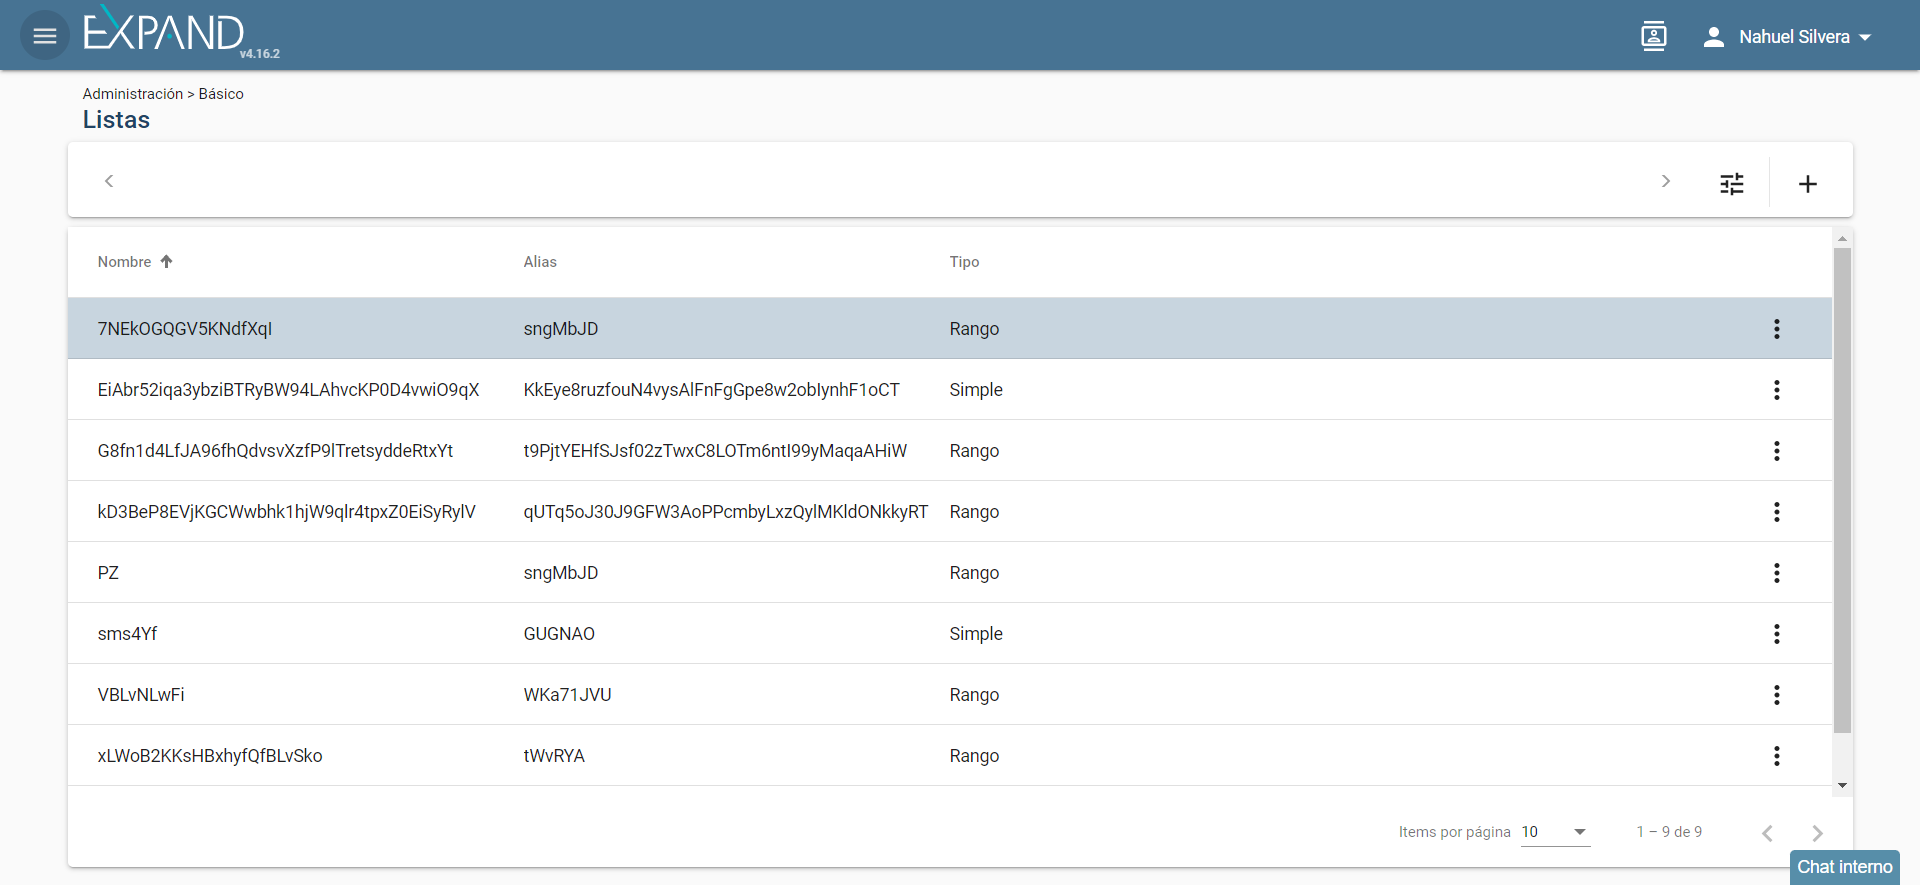 EXPAND
v4.16.2
Nahuel Silvera
Administración > Básico
Listas
Nombre Alias Tipo
7NEkOGQGV5KNdfXqI sngMbJD Rango
EiAbr52iqa3ybziBTRyBW94LAhvcKP0D4vwiO9qX KkEye8ruzfouN4vysAlFnFgGpe8w2obIynhF1oCT Simple
G8fn1d4LfJA96fhQdvsvXzfP9lTretsyddeRtxYt t9PjtYEHfSJsf02zTwxC8LOTm6ntI99yMaqaAHiW Rango
kD3BeP8EVjKGCWwbhk1hjW9qlr4tpxZ0EiSyRylV qUTq5oJ30J9GFW3AoPPcmbyLxzQylMKldONkkyRT Rango
PZ sngMbJD Rango
sms4Yf GUGNAO Simple
VBLvNLwFi WKa71JVU Rango
xLWoB2KKsHBxhyfQfBLvSko tWvRYA Rango
Items por página 10 1 – 9 de 9
Chat interno